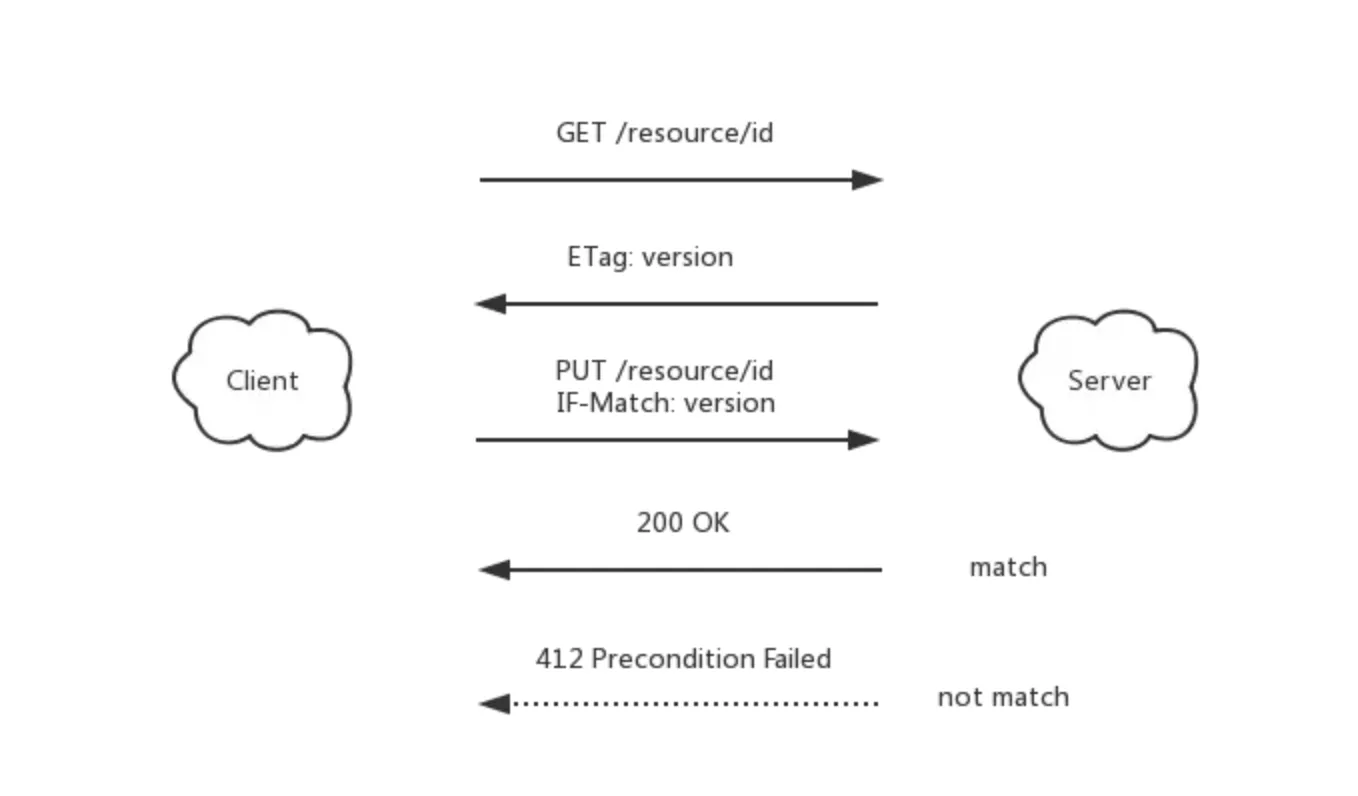 GET /resource/id
ETag: version
Client
Server
PUT /resource/id
IF-Match: version
200 OK
match
412 Precondition Failed
not match